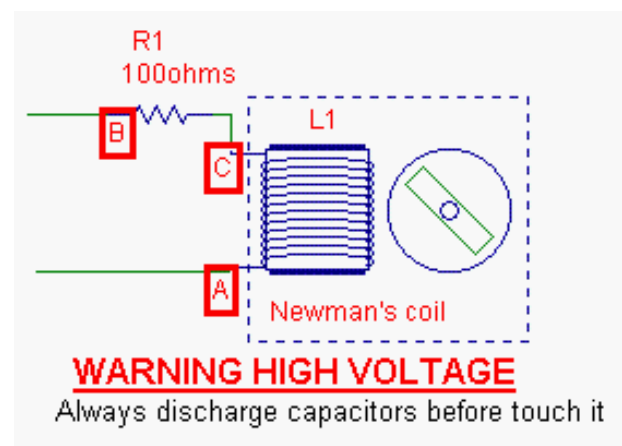 R1
100ohms
B
L1
C
A
Newman's coil
WARNING HIGH VOLTAGE
Always discharge capacitors before touch it